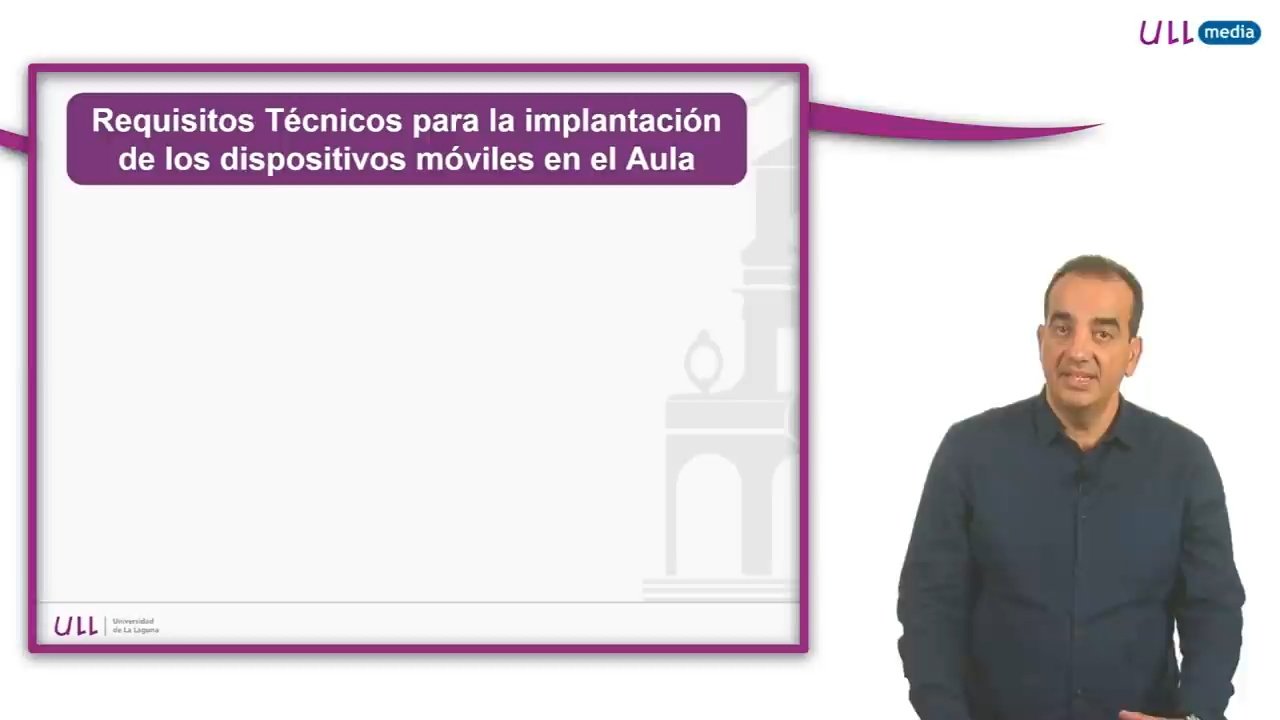 ULL media
Requisitos Técnicos para la implantación
de los dispositivos móviles en el Aula
ULL
Universidad
de La Laguna